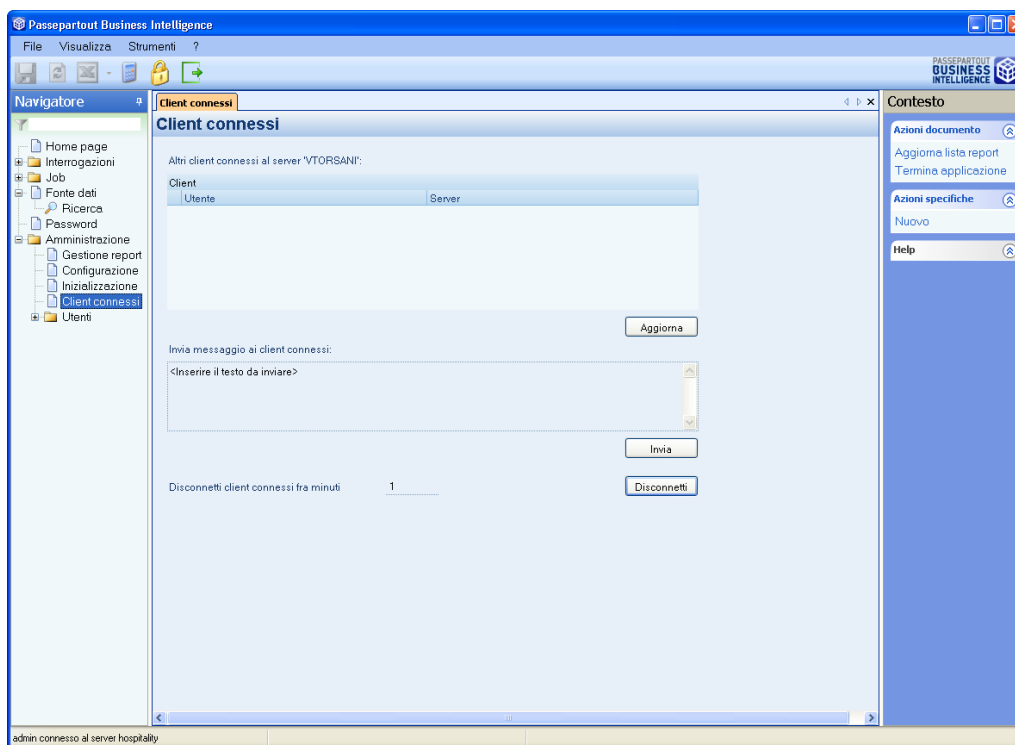 Passepartout Business Intelligence
File Visualizza Strumenti ?
PASSEPARTOUT
BUSINESS
INTELLIGENCE
Navigatore
Home page
Interrogazioni
Job
Fonte dati
Ricerca
Password
Amministrazione
Gestione report
Configurazione
Inizializzazione
Client connessi
Utenti
Client connessi
Client connessi
Altri client connessi al server 'VTORSANI':
Client
Utente Server
Aggiorna
Invia messaggio ai client connessi:
<Inserire il testo da inviare>
Invia
Disconnetti client connessi fra minuti 1 Disconnetti
Contesto
Azioni documento
Aggiorna lista report
Termina applicazione
Azioni specifiche
Nuovo
Help
admin connesso al server hospitality